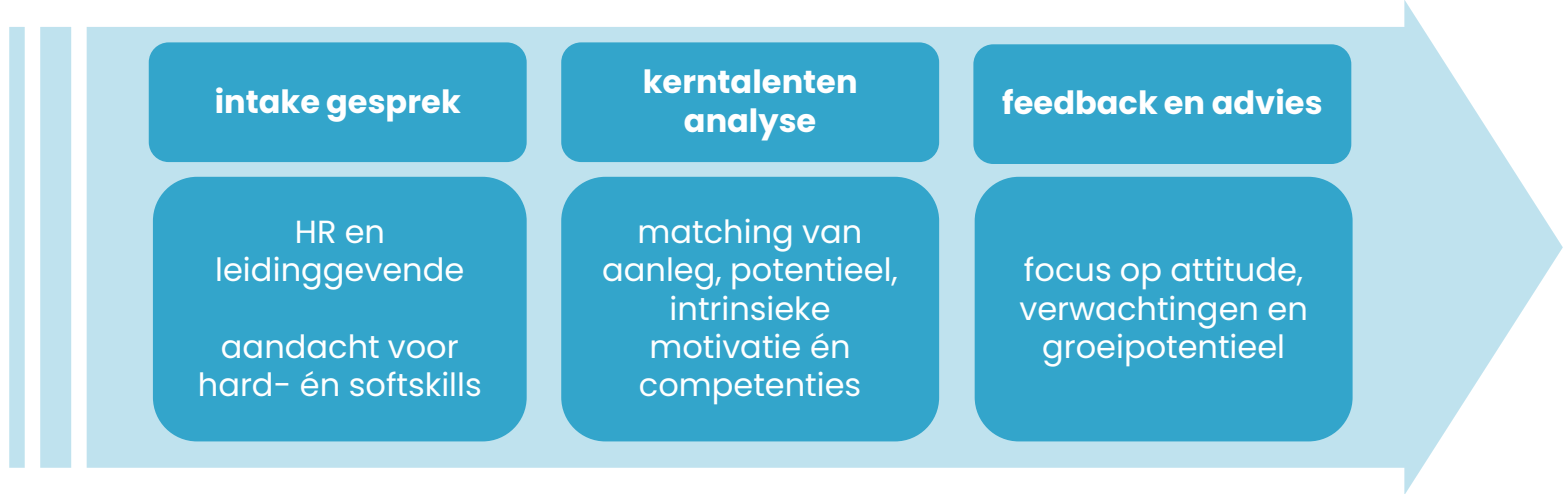 intake gesprek
HR en
leidinggevende
aandacht voor
hard- én softskills
kerntalenten
analyse
matching van
aanleg, potentieel,
intrinsieke
motivatie én
competenties
feedback en advies
focus op attitude,
verwachtingen en
groeipotentieel